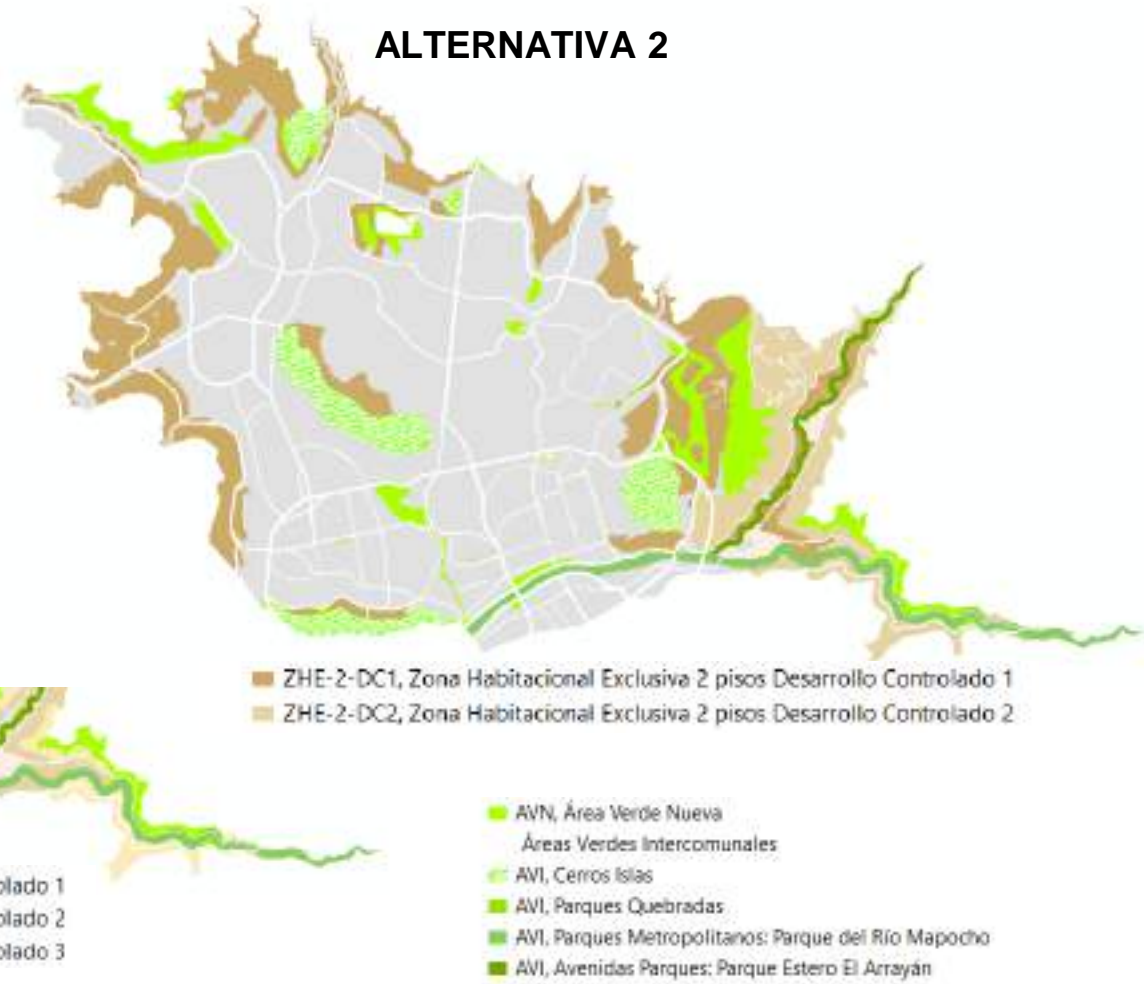 ALTERNATIVA 2
ZHE-2-DC1, Zona Habitacional Exclusiva 2 pisos Desarrollo Controlado 1
ZHE-2-DC2, Zona Habitacional Exclusiva 2 pisos Desarrollo Controlado 2
olado 1
olado 2
olado 3
AVN, Área Verde Nueva
Áreas Verdes Intercomunales
AVI, Cerros Islas
AVI, Parques Quebradas
AVI, Parques Metropolitanos: Parque del Río Mapocho
AVI, Avenidas Parques: Parque Estero El Arrayán